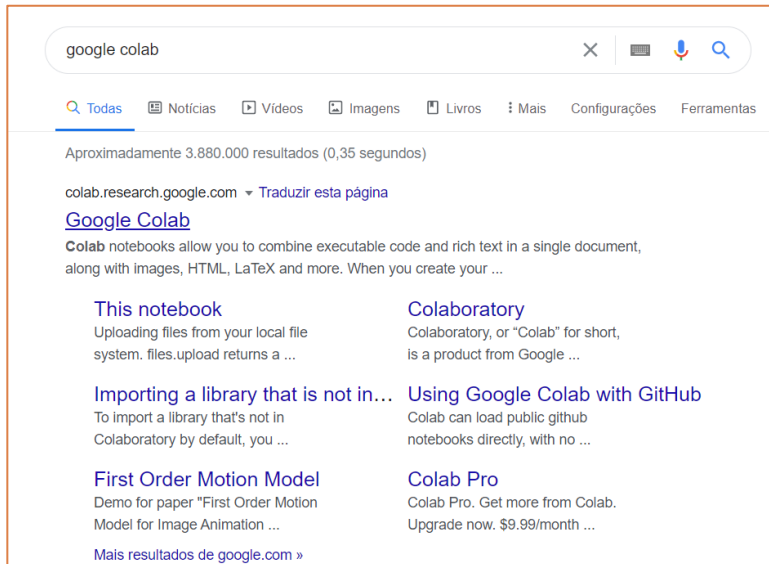 google colab
Todas Notícias Vídeos Imagens Livros Mais Configurações Ferramentas
Aproximadamente 3.880.000 resultados (0,35 segundos)
colab.research.google.com Traduzir esta página
Google Colab
Colab notebooks allow you to combine executable code and rich text in a single document,
along with images, HTML, LaTeX and more. When you create your ...
This notebook
Uploading files from your local file
system. files.upload returns a ...
Colaboratory
Colaboratory, or “Colab” for short,
is a product from Google ...
Importing a library that is not in...
To import a library that's not in
Colaboratory by default, you ...
Using Google Colab with GitHub
Colab can load public github
notebooks directly, with no ...
First Order Motion Model
Demo for paper "First Order Motion
Model for Image Animation ...
Colab Pro
Colab Pro. Get more from Colab.
Upgrade now. $9.99/month ...
Mais resultados de google.com »